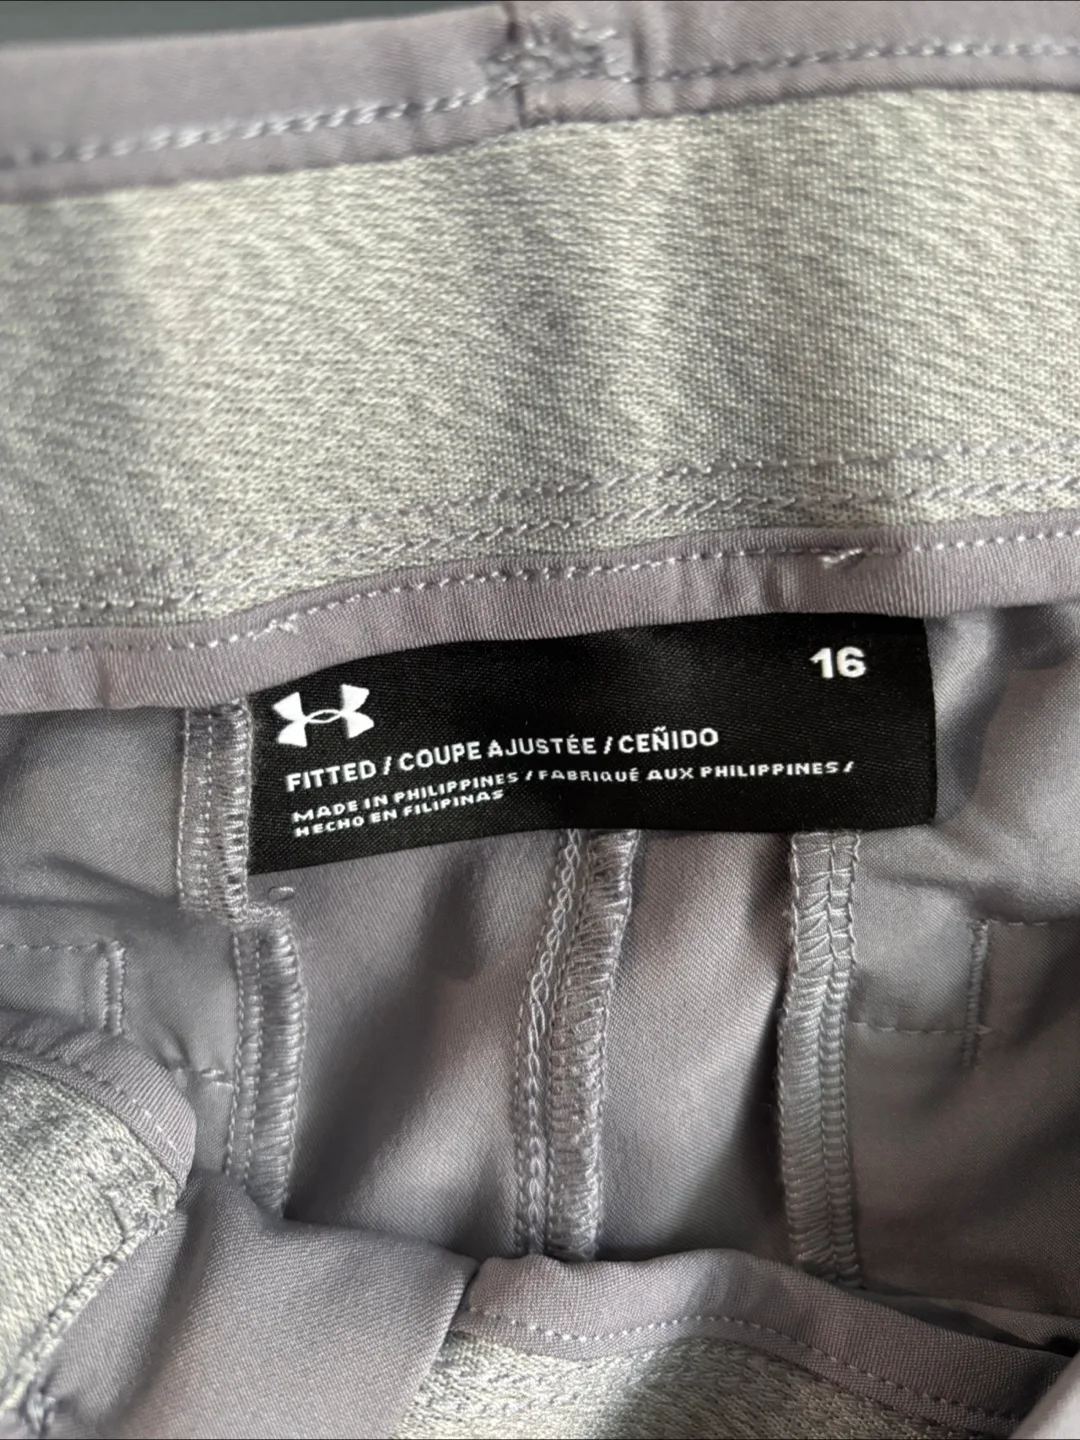 16
FITTED / COUPE AJUSTÉE / CEÑIDO
MADE IN PHILIPPINES / FABRIQUÉ AUX PHILIPPINES /
HECHO EN FILIPINAS